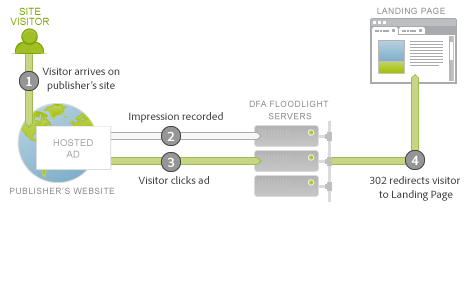 SITE
VISITOR
LANDING PAGE
1
Visitor arrives on
publisher's site
DFA FLOODLIGHT
SERVERS
Impression recorded
2
HOSTED
AD
3
4
Visitor clicks ad
302 redirects visitor
to Landing Page
PUBLISHER'S WEBSITE